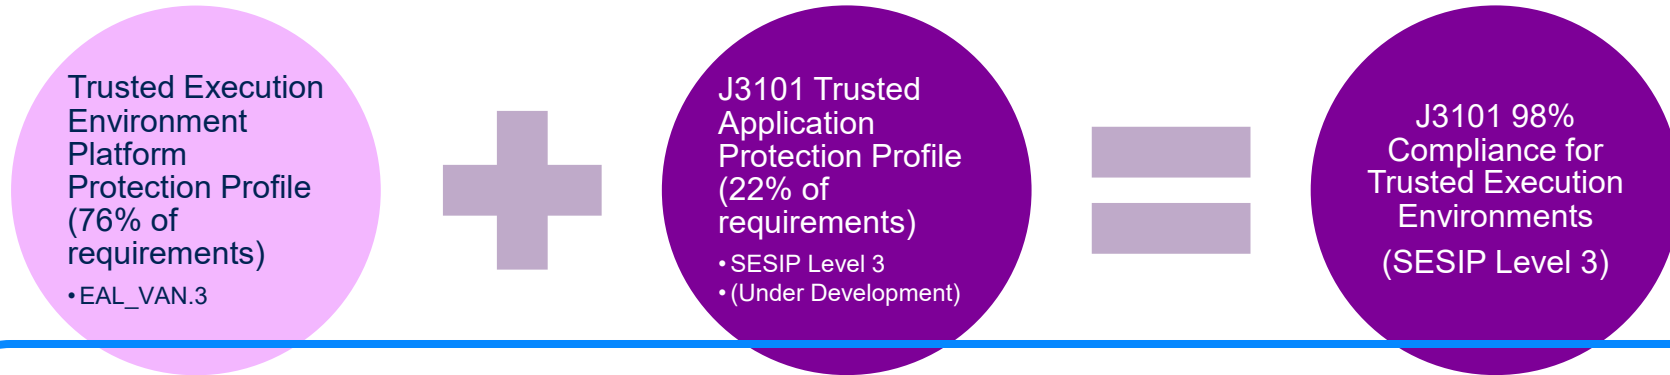 Trusted Execution
Environment
Platform
Protection Profile
(76% of
requirements)
•EAL_VAN.3
J3101 Trusted
Application
Protection Profile
(22% of
requirements)
• SESIP Level 3
• (Under Development)
J3101 98%
Compliance for
Trusted Execution
Environments
(SESIP Level 3)